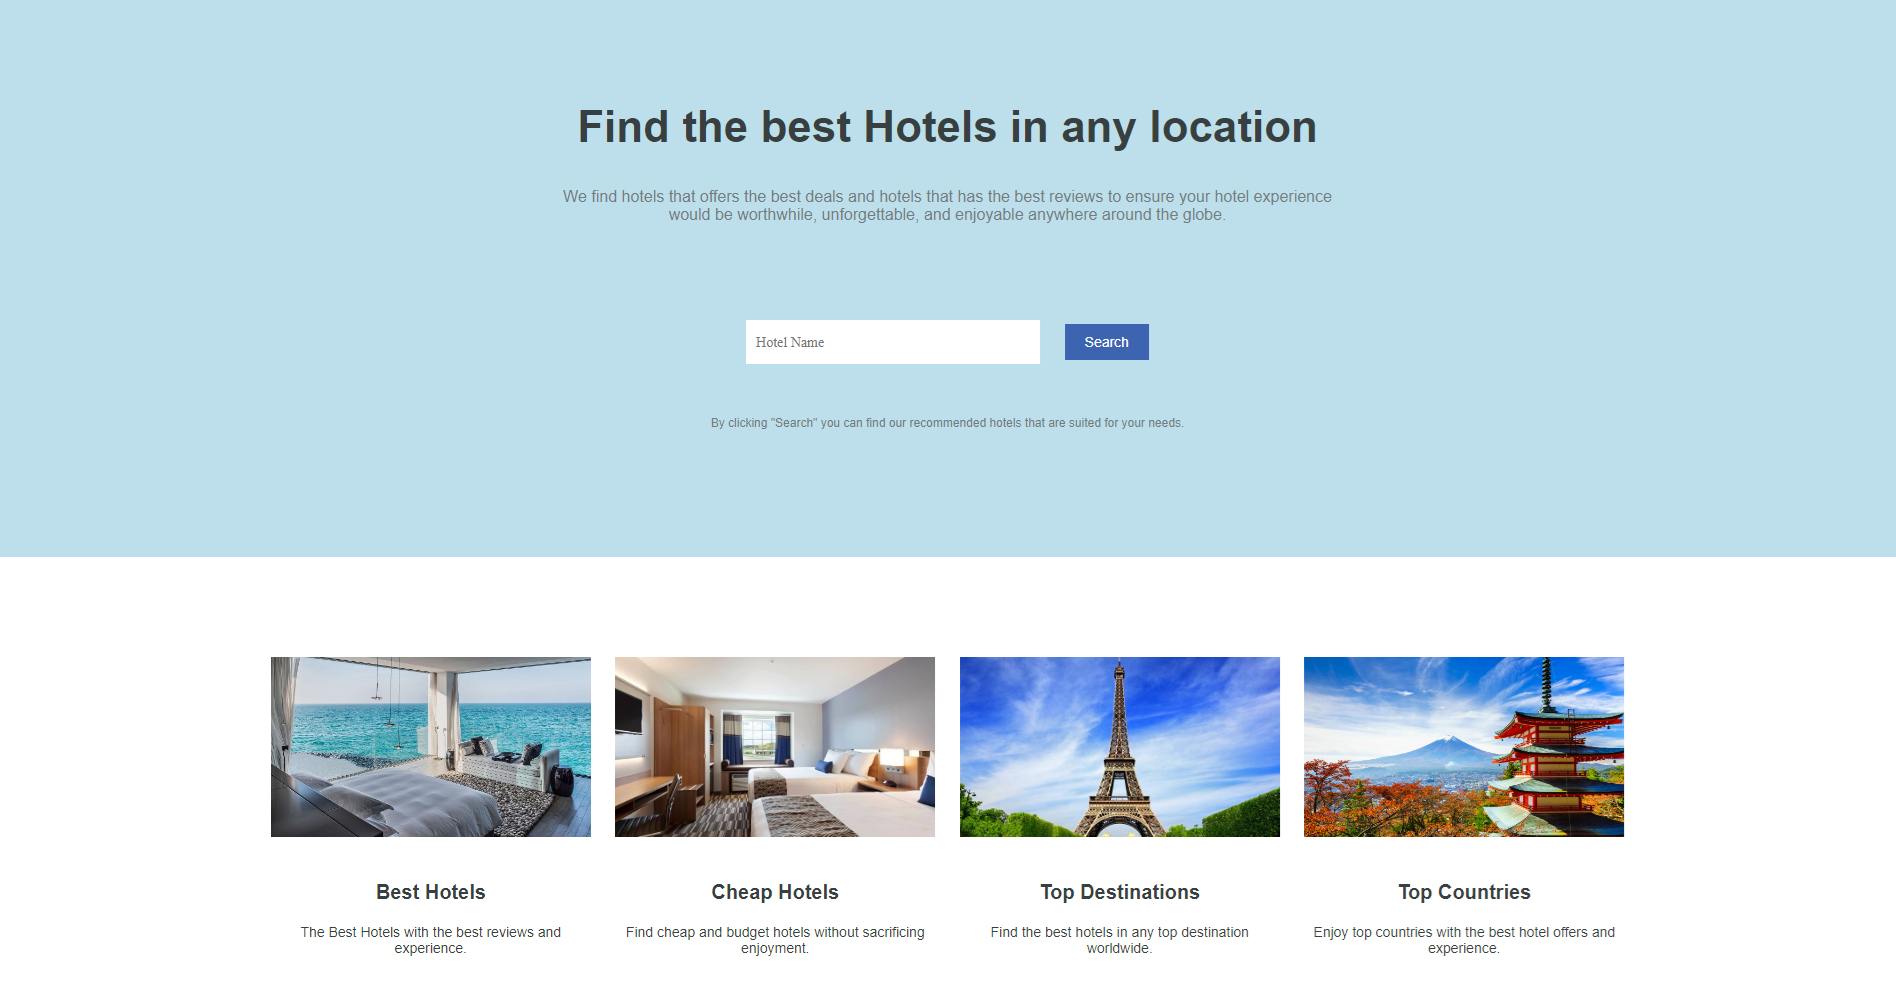 Find the best Hotels in any location
We find hotels that offers the best deals and hotels that has the best reviews to ensure your hotel experience
would be worthwhile, unforgettable, and enjoyable anywhere around the globe.
Hotel Name
Search
By clicking "Search" you can find our recommended hotels that are suited for your needs.
Best Hotels
The Best Hotels with the best reviews and
experience.
Cheap Hotels
Find cheap and budget hotels without sacrificing
enjoyment.
Top Destinations
Find the best hotels in any top destination
worldwide.
Top Countries
Enjoy top countries with the best hotel offers and
experience.